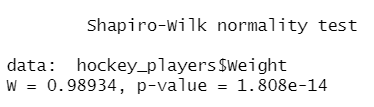 Shapiro-Wilk normality test
data: hockey_players$Weight
W = 0.98934, p-value = 1.808e-14